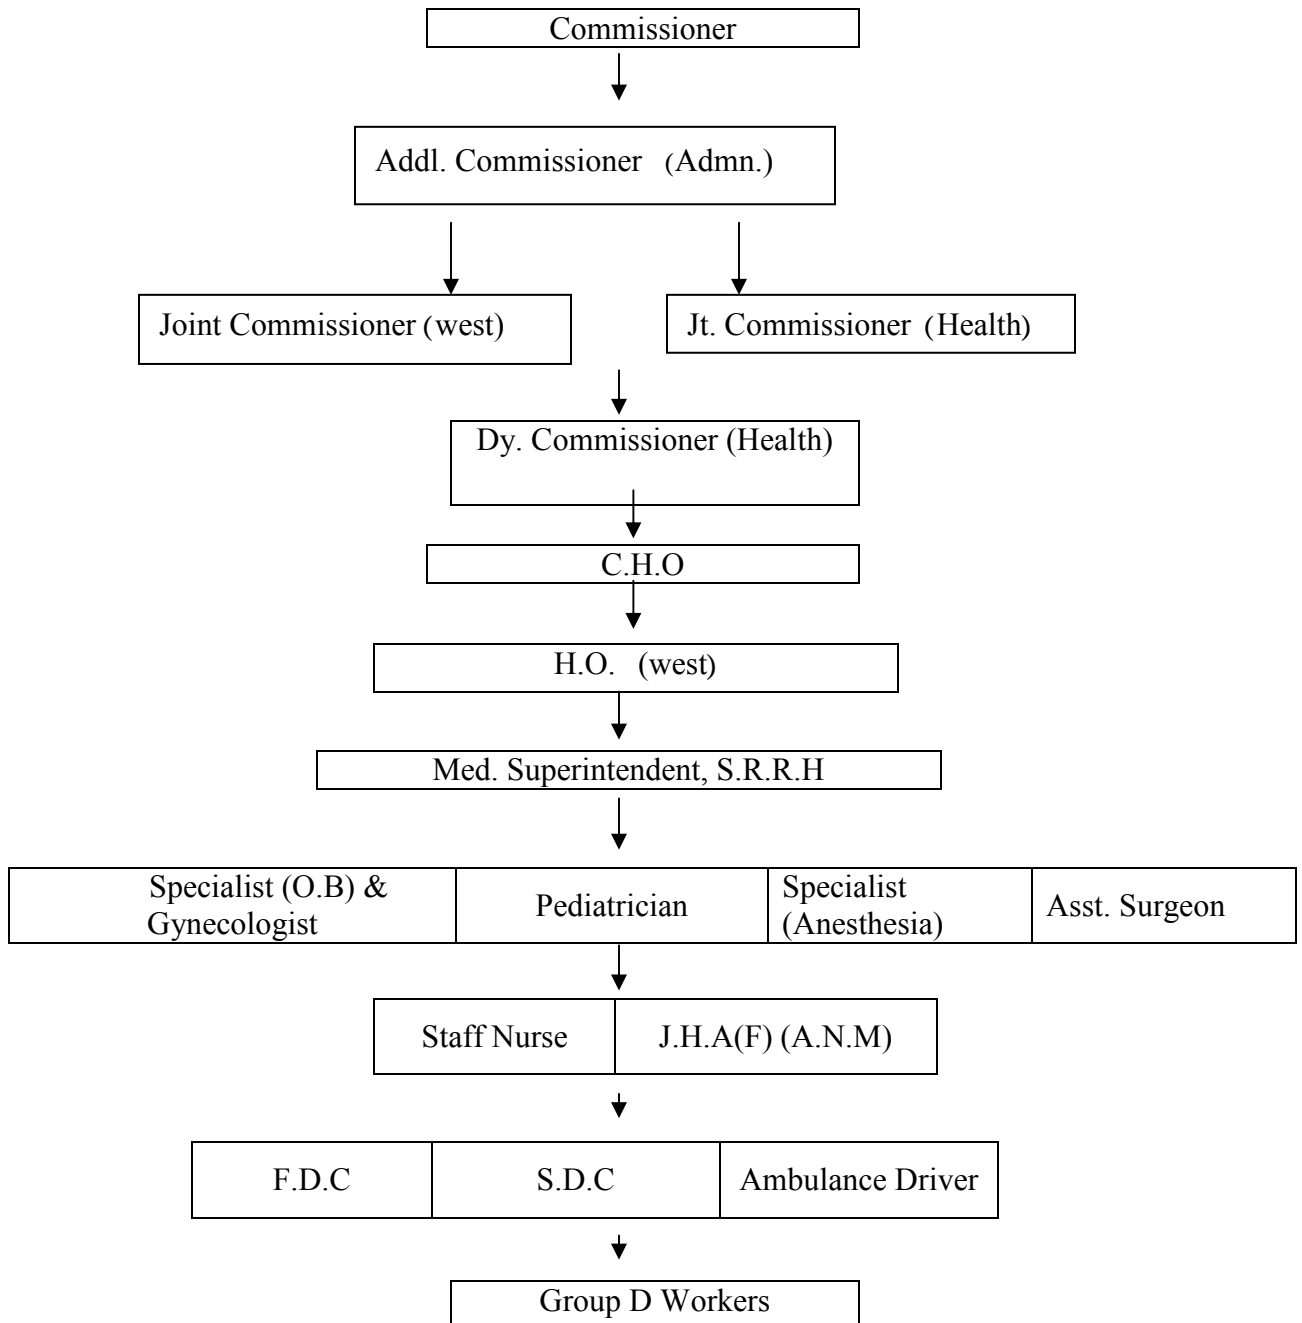 Commissioner
Addl. Commissioner (Admn.)
Joint Commissioner (west)
Jt. Commissioner (Health)
Dy. Commissioner (Health)
C.H.O
H.O. (west)
Med. Superintendent, S.R.R.H
Specialist (O.B) &
Gynecologist
Pediatrician
Specialist
(Anesthesia)
Asst. Surgeon
Staff Nurse
J.H.A(F) (A.N.M)
F.D.C
S.D.C
Ambulance Driver
Group D Workers